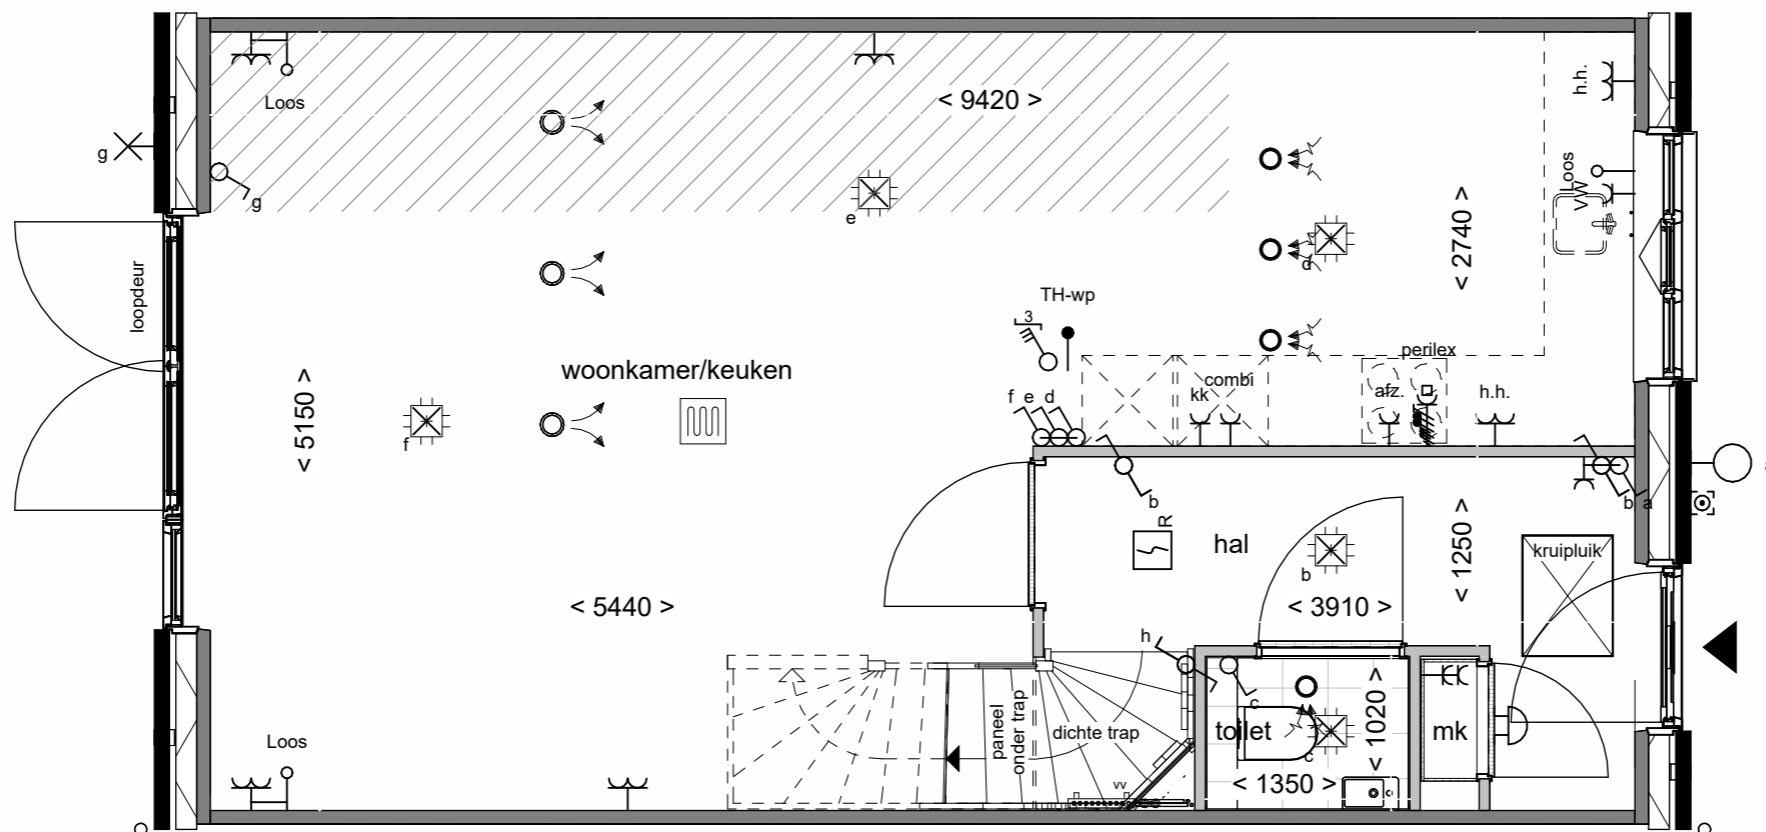 Loos
< 9420 >
h.h.
g
g
e
Loos
VW
< 2740 >
d
loopdeur
TH-wp
3
perilex
woonkamer/keuken
combi
kk
afz.
h.h.
f e d
< 5150 >
f
b
b a
a
R
hal
< 1250 >
kruipluik
b
< 5440 >
< 3910 >
h
c
< 1020 >
paneel
onder trap
dichte trap
toilet
mk
Loos
c
vv
< 1350 >